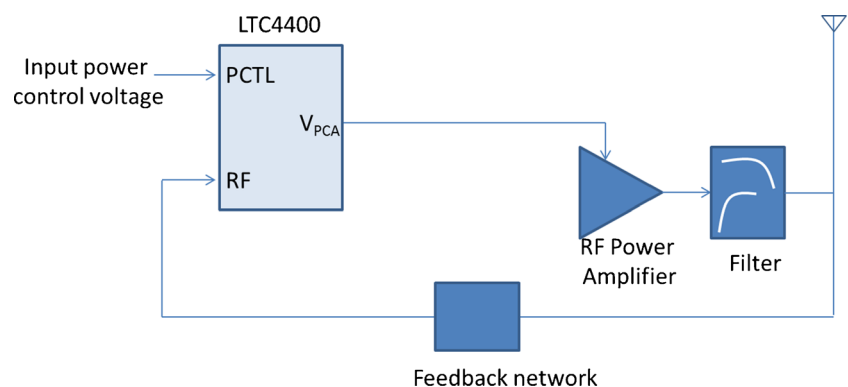 LTC4400
Input power
control voltage
PCTL
VPCA
RF
RF Power
Amplifier
Filter
Feedback network